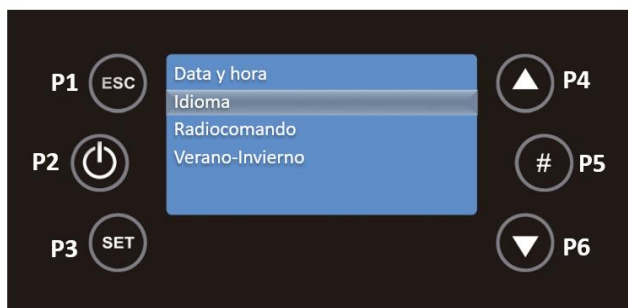 P1 ESC
Data y hora
Idioma
Radiocomando
Verano-Invierno
P4
P2
# P5
P3 SET
P6